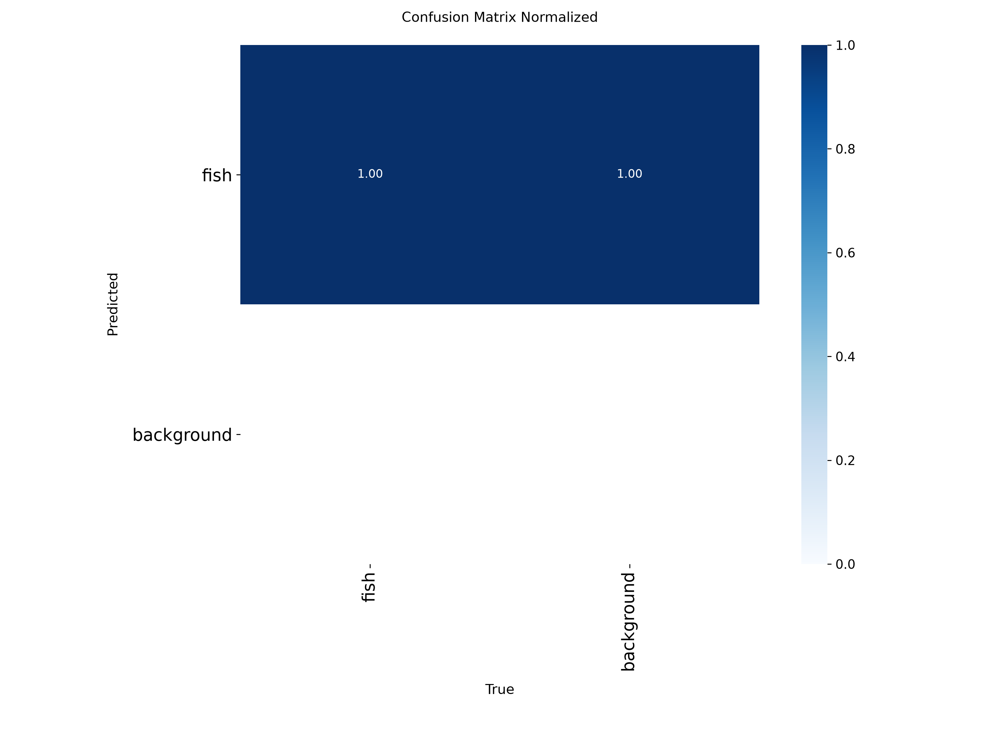 Confusion Matrix Normalized
1.0
0.8
0.6
0.4
0.2
0.0
Predicted
fish
background
1.00 1.00
fish
background
True